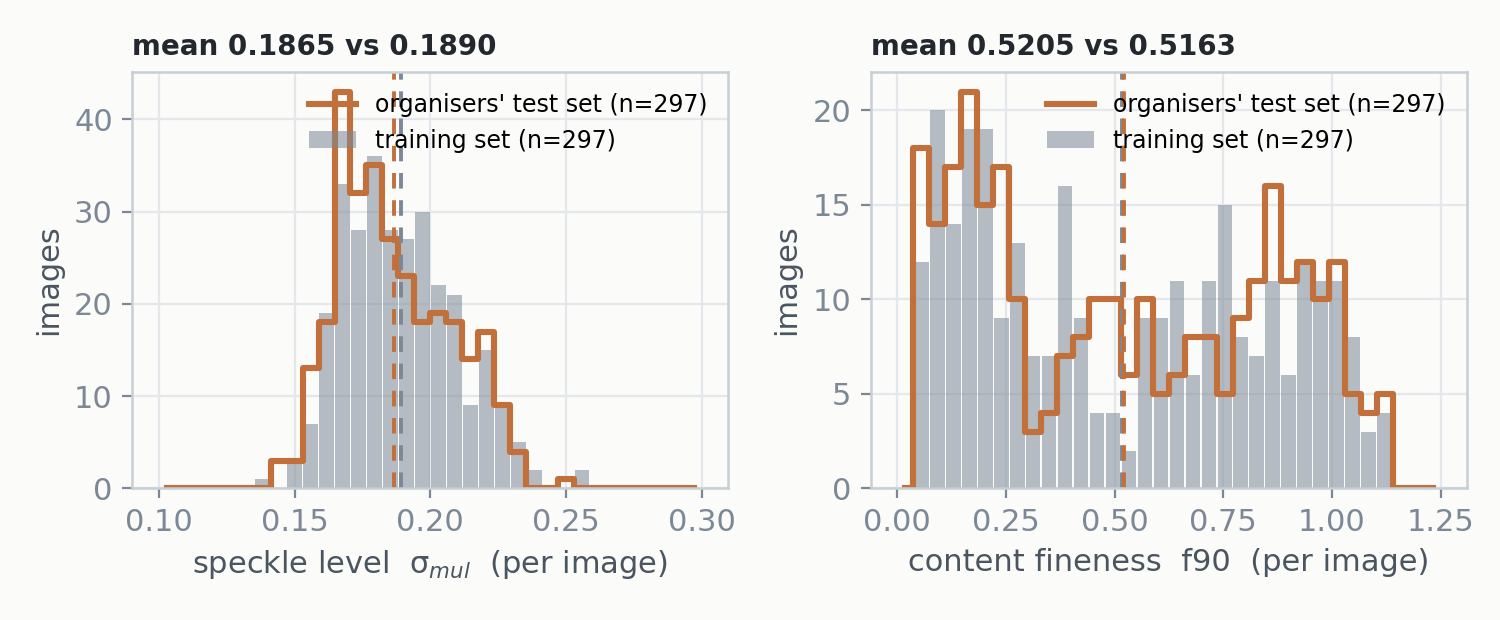 mean 0.1865 vs 0.1890
organisers' test set (n=297)
training set (n=297)
images
40
30
20
10
0
0.10 0.15 0.20 0.25 0.30
speckle level σmul (per image)
mean 0.5205 vs 0.5163
organisers' test set (n=297)
training set (n=297)
images
20
15
10
5
0
0.00 0.25 0.50 0.75 1.00 1.25
content fineness f90 (per image)